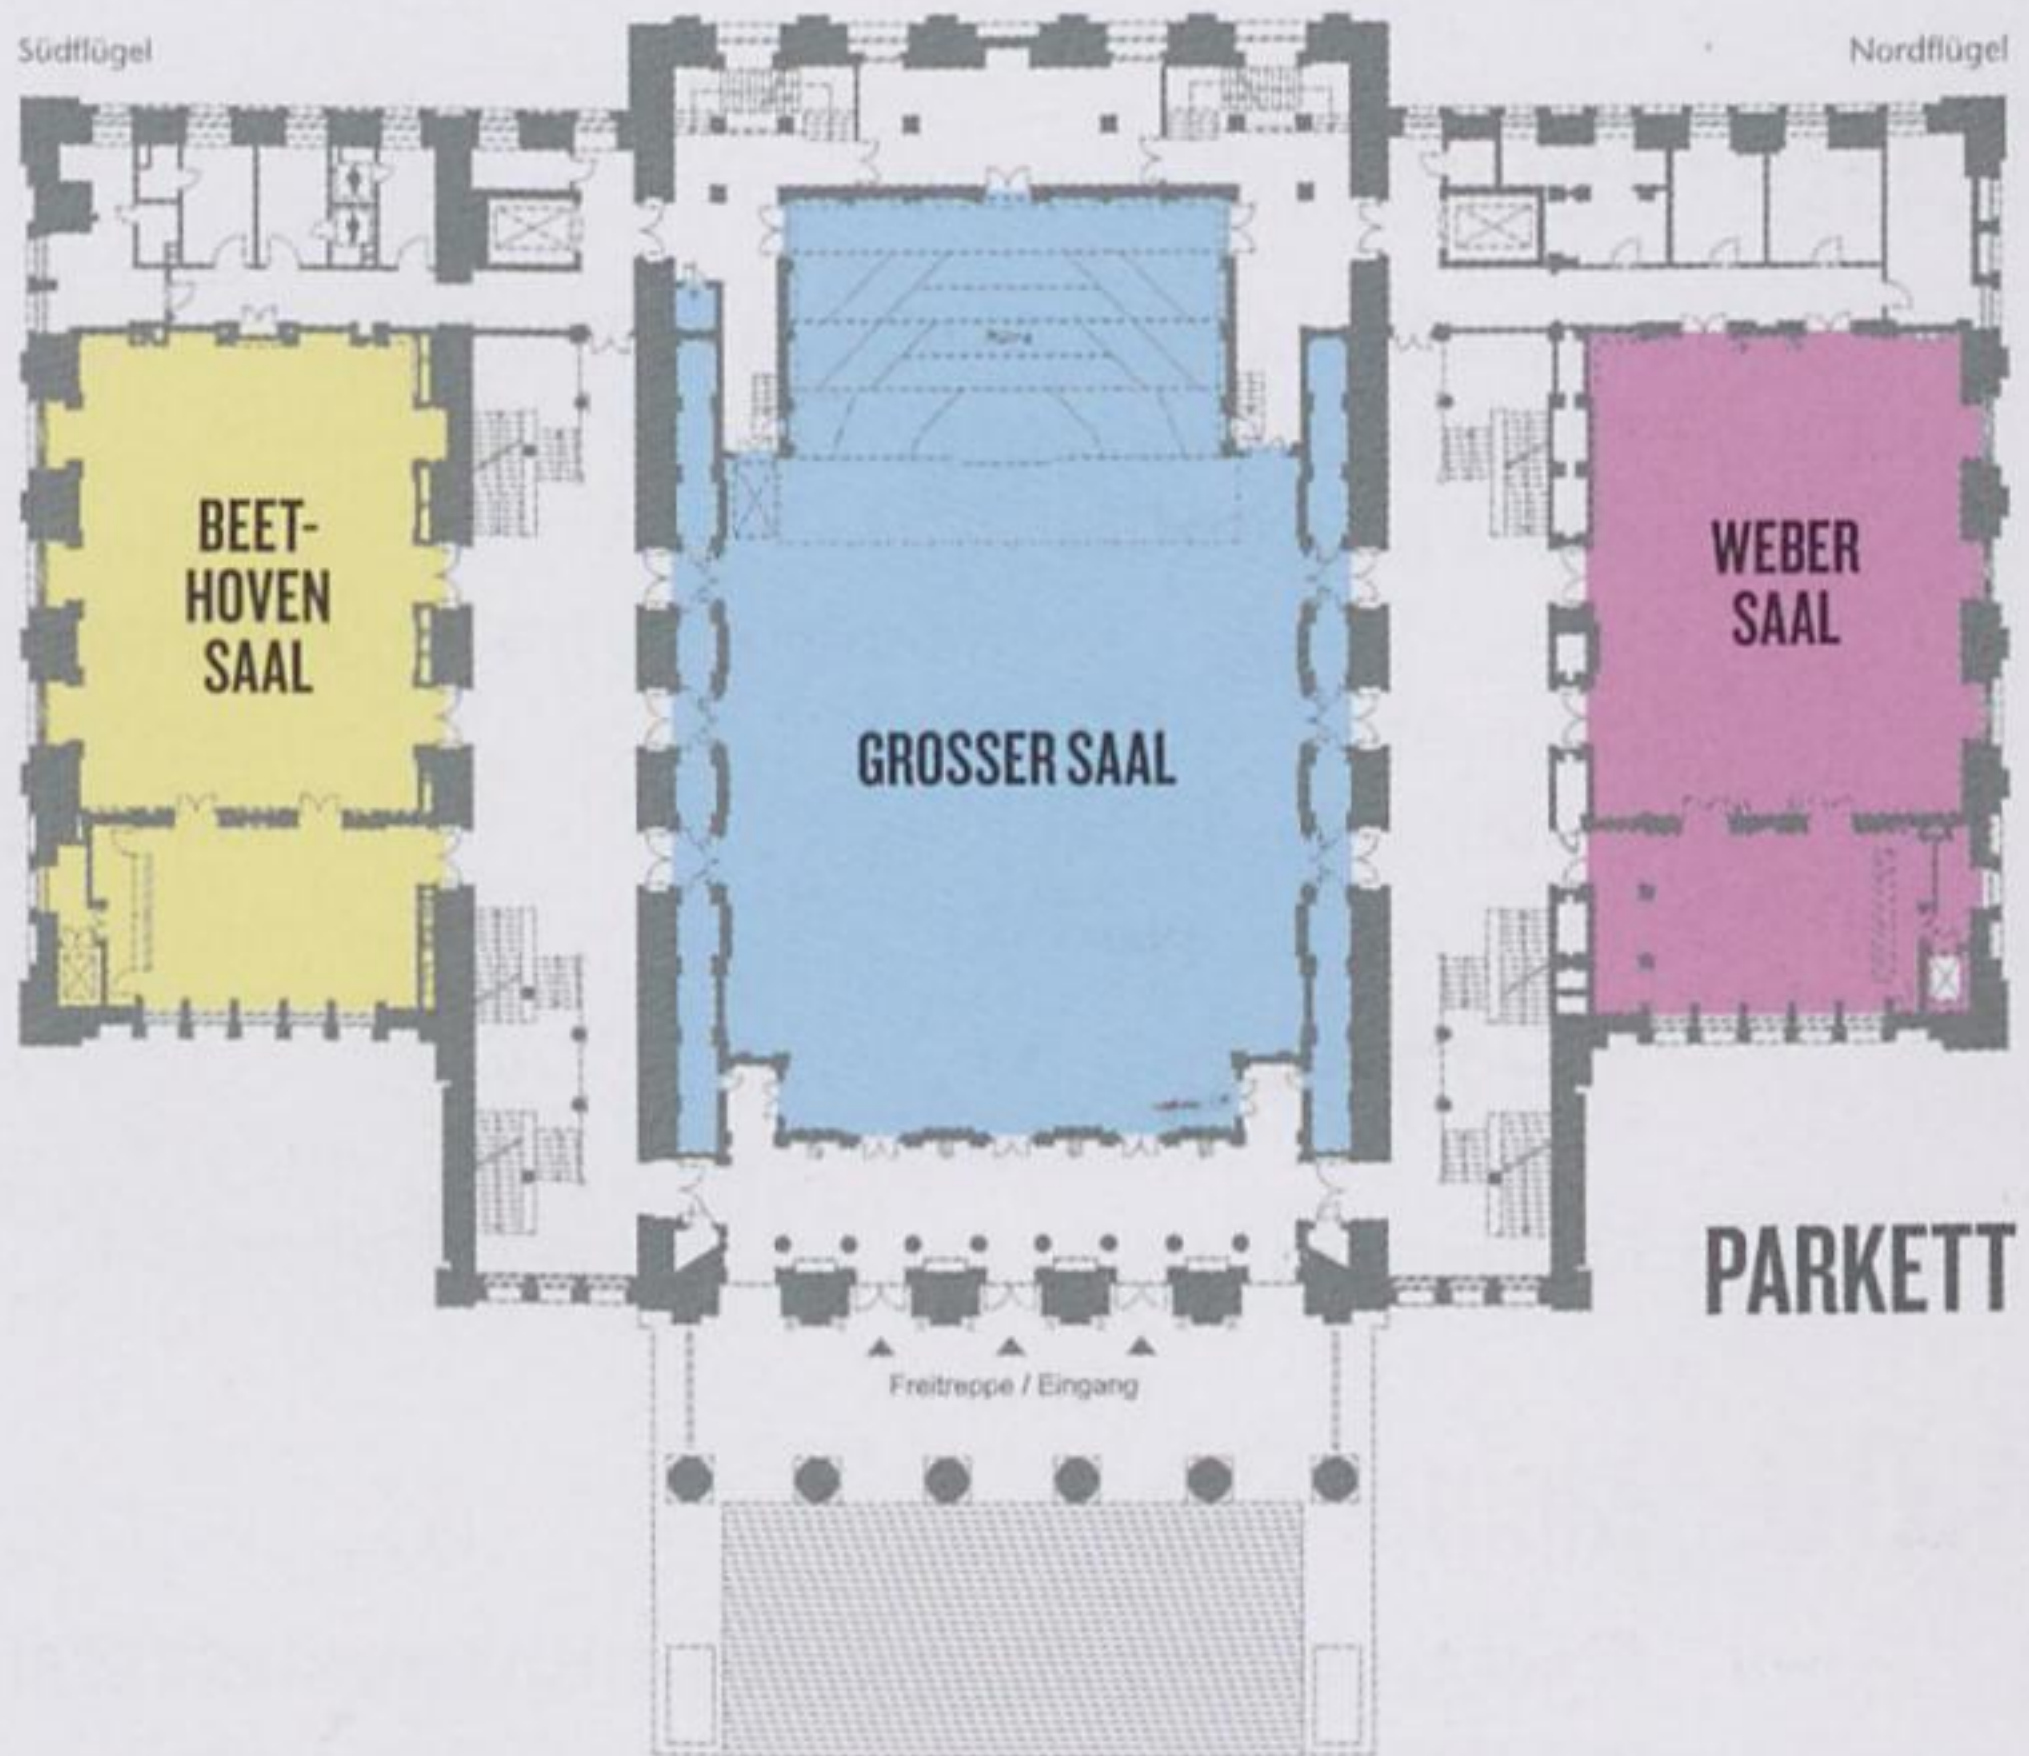 Südflügel
Nordflügel
BEET-
HOVEN
SAAL
WEBER
SAAL
GROSSER SAAL
PARKETT
Freitreppe / Eingang